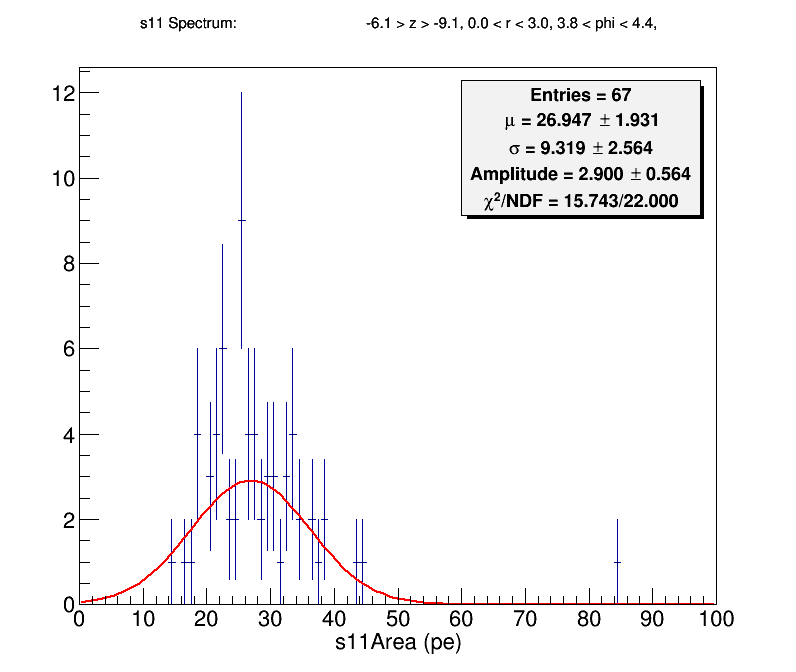 s11 Spectrum: -6.1 > z > -9.1, 0.0 < r < 3.0, 3.8 < phi < 4.4,
Entries = 67
μ = 26.947 ± 1.931
σ = 9.319 ± 2.564
Amplitude = 2.900 ± 0.564
χ²/NDF = 15.743/22.000
12
10
8
6
4
2
0
0 10 20 30 40 50 60 70 80 90 100
s11Area (pe)